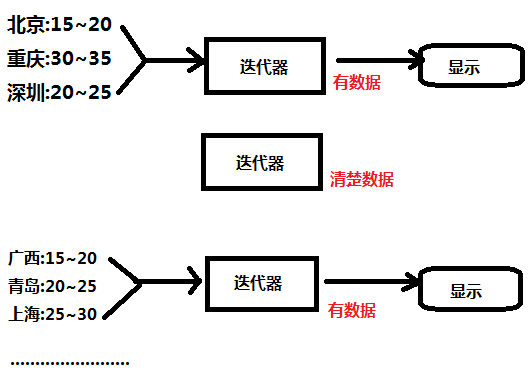 北京:15~20
重庆:30~35
深圳:20~25
迭代器
有数据
显示
迭代器
清楚数据
广西:15~20
青岛:20~25
上海:25~30
迭代器
有数据
显示
........................